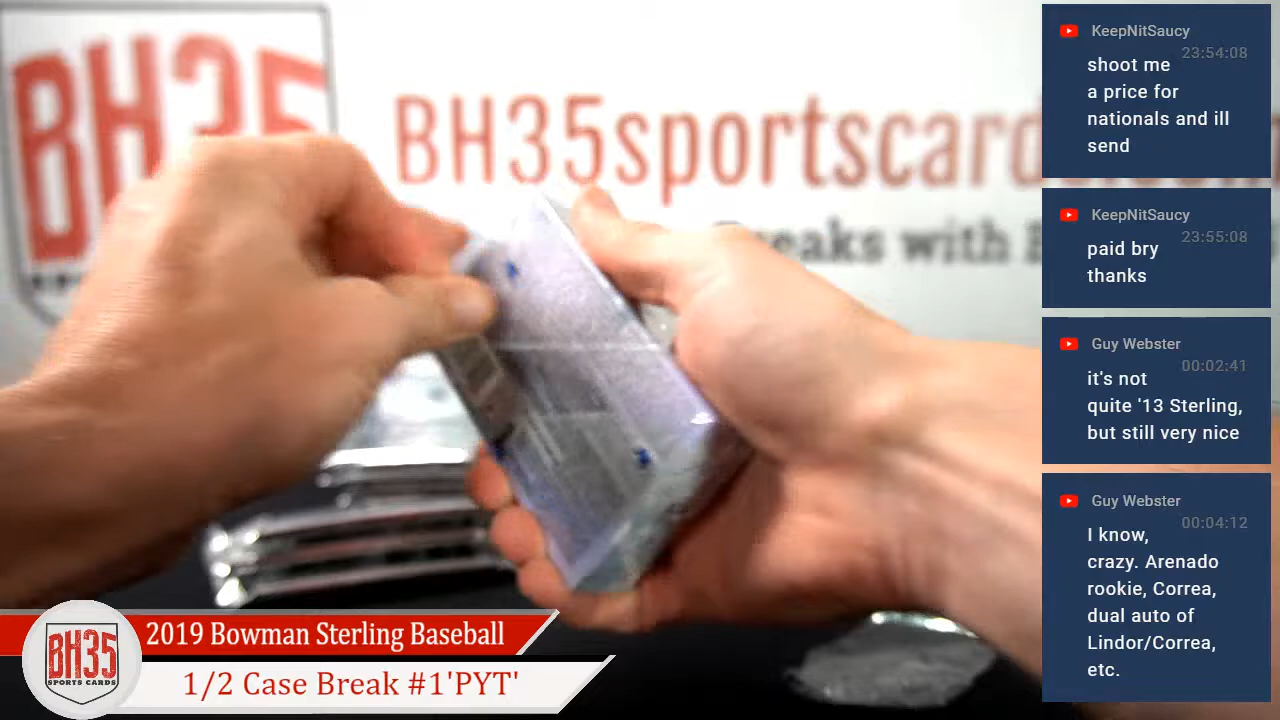 BH35
BH35sportscards
Breaks with
KeepNitSaucy
23:54:08
shoot me
a price for
nationals and ill
send
KeepNitSaucy
23:55:08
paid bry
thanks
Guy Webster
00:02:41
it's not
quite '13 Sterling,
but still very nice
Guy Webster
00:04:12
I know,
crazy. Arenado
rookie, Correa,
dual auto of
Lindor/Correa,
etc.
BH35
SPORTS CARDS
2019 Bowman Sterling Baseball
1/2 Case Break #1'PYT'